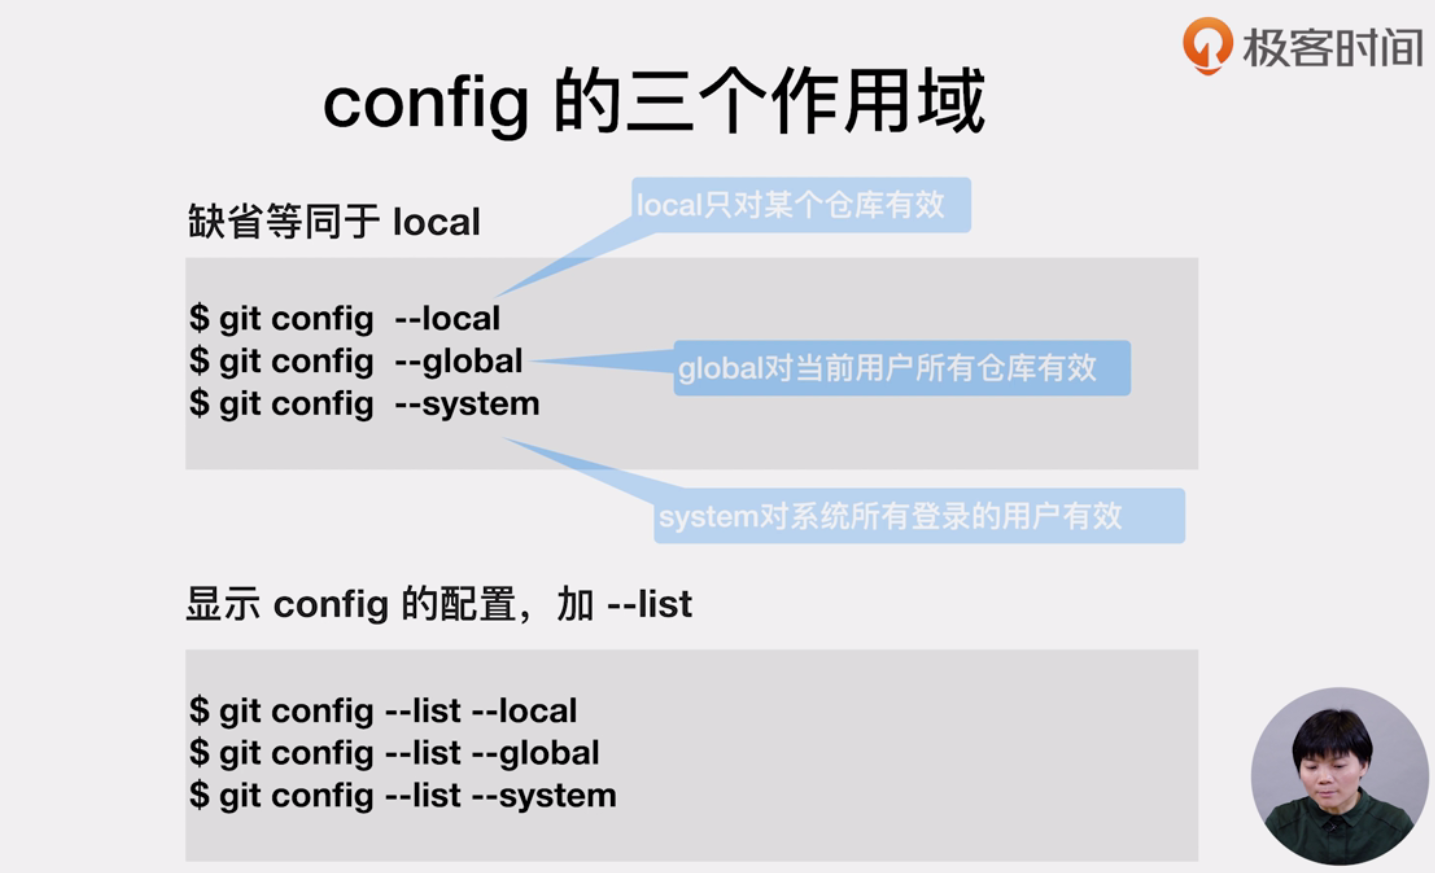 极客时间
config 的三个作用域
缺省等同于 local
local只对某个仓库有效
$ git config --local
$ git config --global
global对当前用户所有仓库有效
$ git config --system
system对系统所有登录的用户有效
显示 config 的配置，加 --list
$ git config --list --local
$ git config --list --global
$ git config --list --system